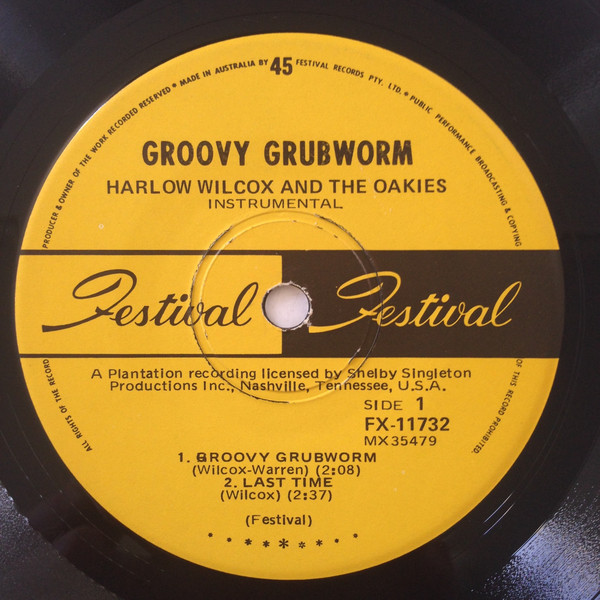 PRODUCER & OWNER OF THE WORK RECORDED RESERVED * MADE IN AUSTRALIA BY 45 FESTIVAL RECORDS PTY. LTD. * PUBLIC PERFORMANCE BROADCASTING & COPYING
GROOVY GRUBWORM
HARLOW WILCOX AND THE OAKIES
INSTRUMENTAL
Festival Festival
A Plantation recording licensed by Shelby Singleton
Productions Inc., Nashville, Tennessee, U.S.A.
SIDE 1
FX-11732
MX35479
1. GROOVY GRUBWORM
(Wilcox-Warren) (2:08)
2. LAST TIME
(Wilcox) (2:37)
(Festival)
ALL RIGHTS OF THE RECORD
OF THIS RECORD PROHIBITED.